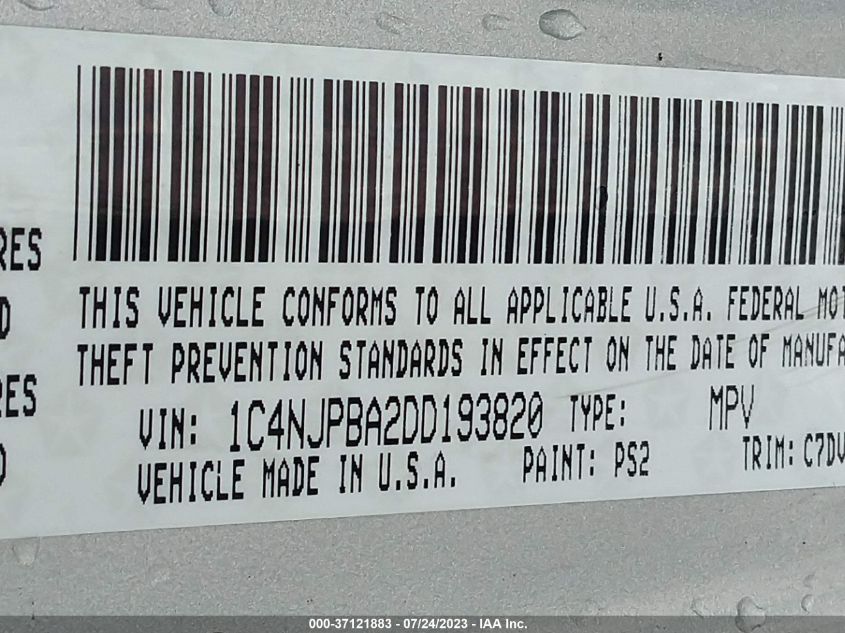 RES
D
RES
D
THIS VEHICLE CONFORMS TO ALL APPLICABLE U.S.A. FEDERAL MOT
THEFT PREVENTION STANDARDS IN EFFECT ON THE DATE OF MANUFA
VIN: 1C4NJPBA2DD193820 TYPE: MPV
VEHICLE MADE IN U.S.A. PAINT: PS2 TRIM: C7DV
000-37121883 - 07/24/2023 - IAA Inc.